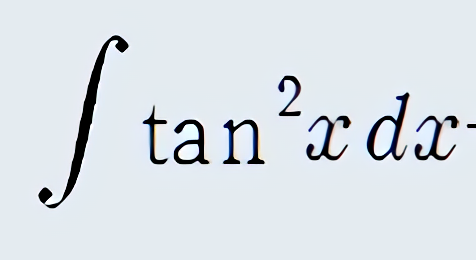 ∫ tan²x dx